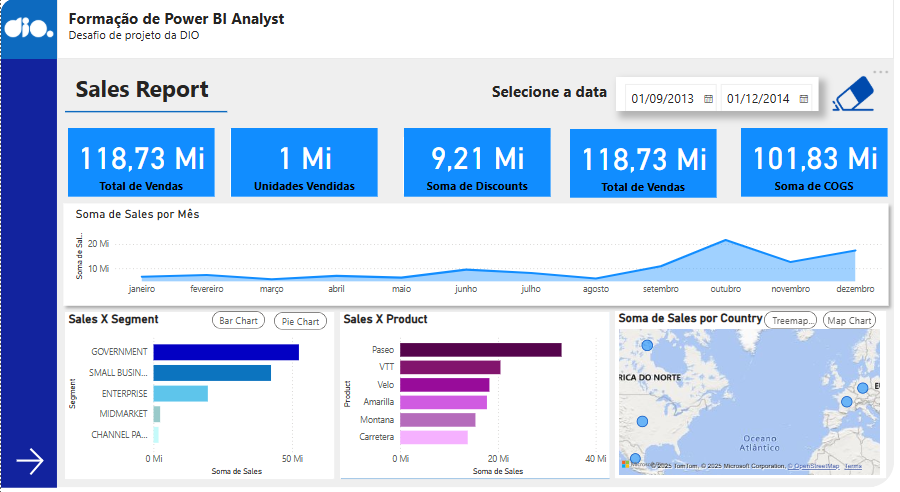 dio.
Formação de Power BI Analyst
Desafio de projeto da DIO
Sales Report
Selecione a data
01/09/2013
01/12/2014
118,73 Mi
Total de Vendas
1 Mi
Unidades Vendidas
9,21 Mi
Soma de Discounts
118,73 Mi
Total de Vendas
101,83 Mi
Soma de COGS
Soma de Sales por Mês
Soma de Sal...
20 Mi
10 Mi
janeiro fevereiro março abril maio junho julho agosto setembro outubro novembro dezembro
Sales X Segment
Bar Chart
Pie Chart
Segment
GOVERNMENT
SMALL BUSIN...
ENTERPRISE
MIDMARKET
CHANNEL PA...
0 Mi 50 Mi
Soma de Sales
Sales X Product
Product
Paseo
VTT
Velo
Amarilla
Montana
Carretera
0 Mi 20 Mi 40 Mi
Soma de Sales
Soma de Sales por Country
Treemap...
Map Chart
RICA DO NORTE
EU
Oceano
Atlântico
© 2025 TomTom, © 2025 Microsoft Corporation, © OpenStreetMap Terms